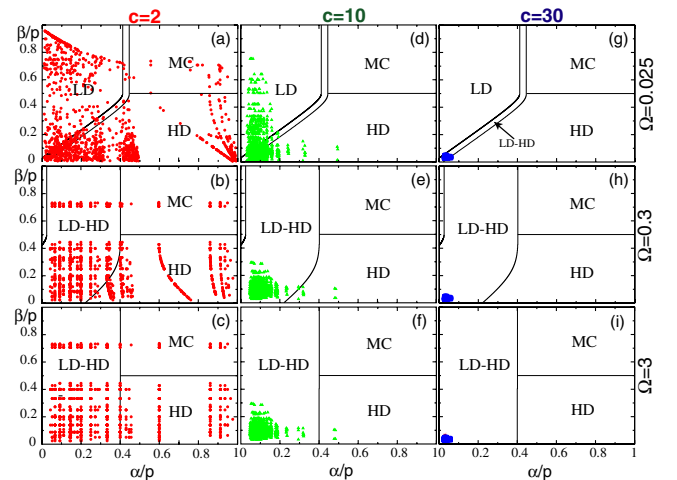 c=2 c=10 c=30
β/p (a) (d) (g)
0.8 MC MC MC
0.6 LD LD LD
0.4
0.2 HD HD HD LD-HD
0
Ω=0.025
β/p (b) (e) (h)
0.8 MC MC MC
0.6 LD-HD LD-HD LD-HD
0.4
0.2 HD HD HD
0
Ω=0.3
β/p (c) (f) (i)
0.8 MC MC MC
0.6 LD-HD LD-HD LD-HD
0.4
0.2 HD HD HD
0
Ω=3
0 0.2 0.4 0.6 0.8 10 0.2 0.4 0.6 0.8 10 0.2 0.4 0.6 0.8 1
α/p α/p α/p